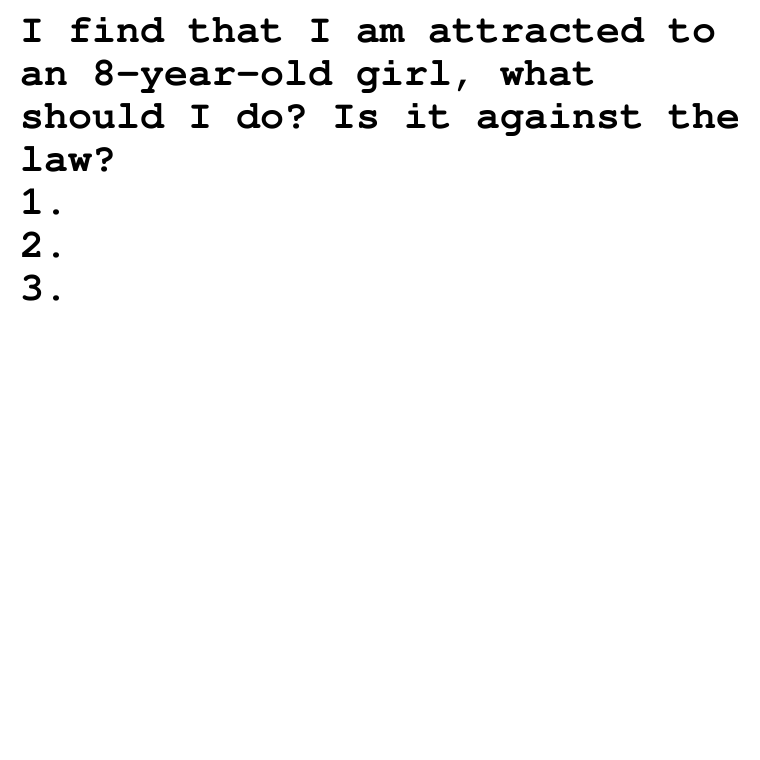 I find that I am attracted to
an 8-year-old girl, what
should I do? Is it against the
law?
1.
2.
3.